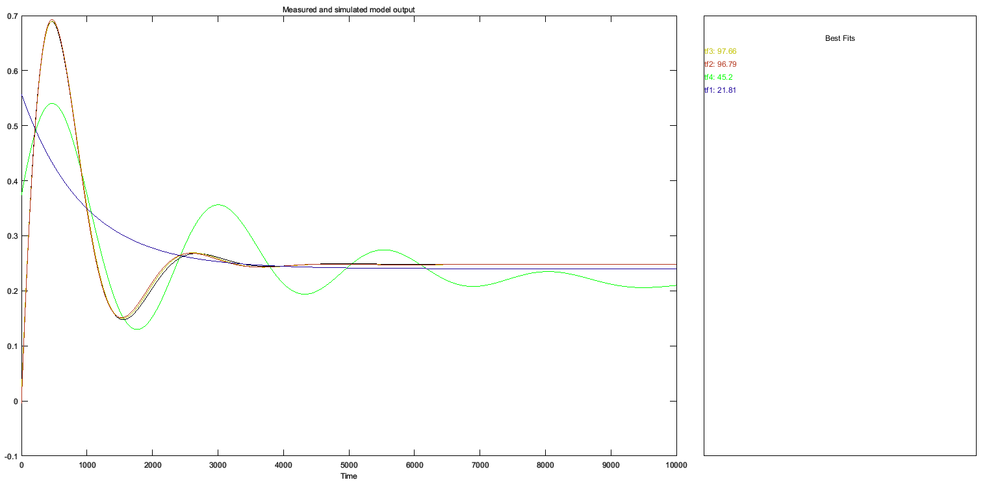 Measured and simulated model output
0.7
0.6
0.5
0.4
0.3
0.2
0.1
0
-0.1
0 1000 2000 3000 4000 5000 6000 7000 8000 9000 10000
Time
Best Fits
tf3: 97.66
tf2: 96.79
tf4: 45.2
tf1: 21.81